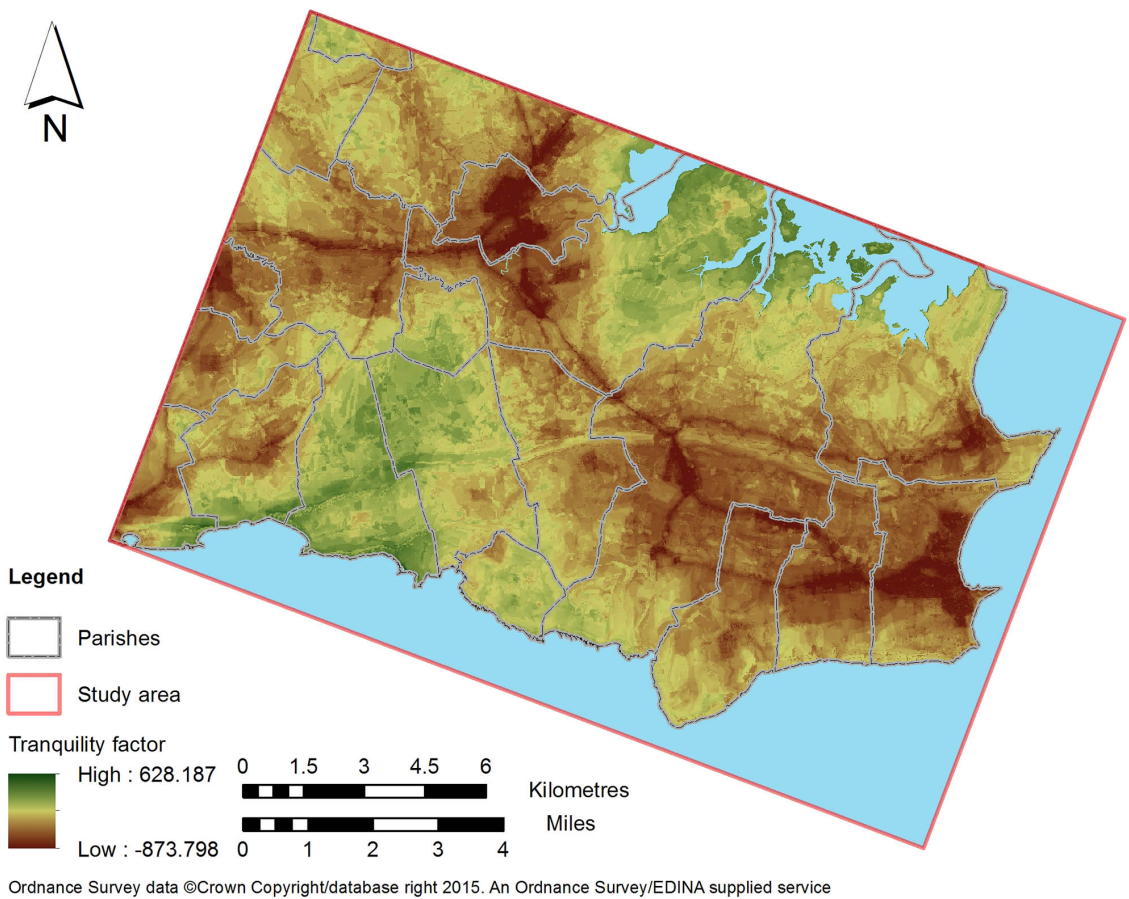 N
Legend
Parishes
Study area
Tranquility factor
High : 628.187
Low : -873.798
0 1.5 3 4.5 6
Kilometres
Miles
0 1 2 3 4
Ordnance Survey data ©Crown Copyright/database right 2015. An Ordnance Survey/EDINA supplied service